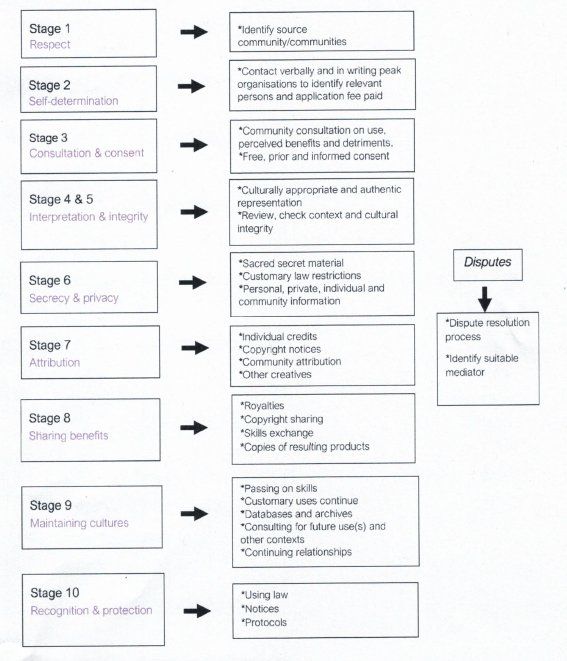 Stage 1
Respect
*Identify source
community/communities
Stage 2
Self-determination
*Contact verbally and in writing peak
organisations to identify relevant
persons and application fee paid
Stage 3
Consultation & consent
*Community consultation on use,
perceived benefits and detriments.
*Free, prior and informed consent
Stage 4 & 5
Interpretation & integrity
*Culturally appropriate and authentic
representation
*Review, check context and cultural
integrity
Stage 6
Secrecy & privacy
*Sacred secret material
*Customary law restrictions
*Personal, private, individual and
community information
Disputes
*Dispute resolution
process
*Identify suitable
mediator
Stage 7
Attribution
*Individual credits
*Copyright notices
*Community attribution
*Other creatives
Stage 8
Sharing benefits
*Royalties
*Copyright sharing
*Skills exchange
*Copies of resulting products
Stage 9
Maintaining cultures
*Passing on skills
*Customary uses continue
*Databases and archives
*Consulting for future use(s) and
other contexts
*Continuing relationships
Stage 10
Recognition & protection
*Using law
*Notices
*Protocols